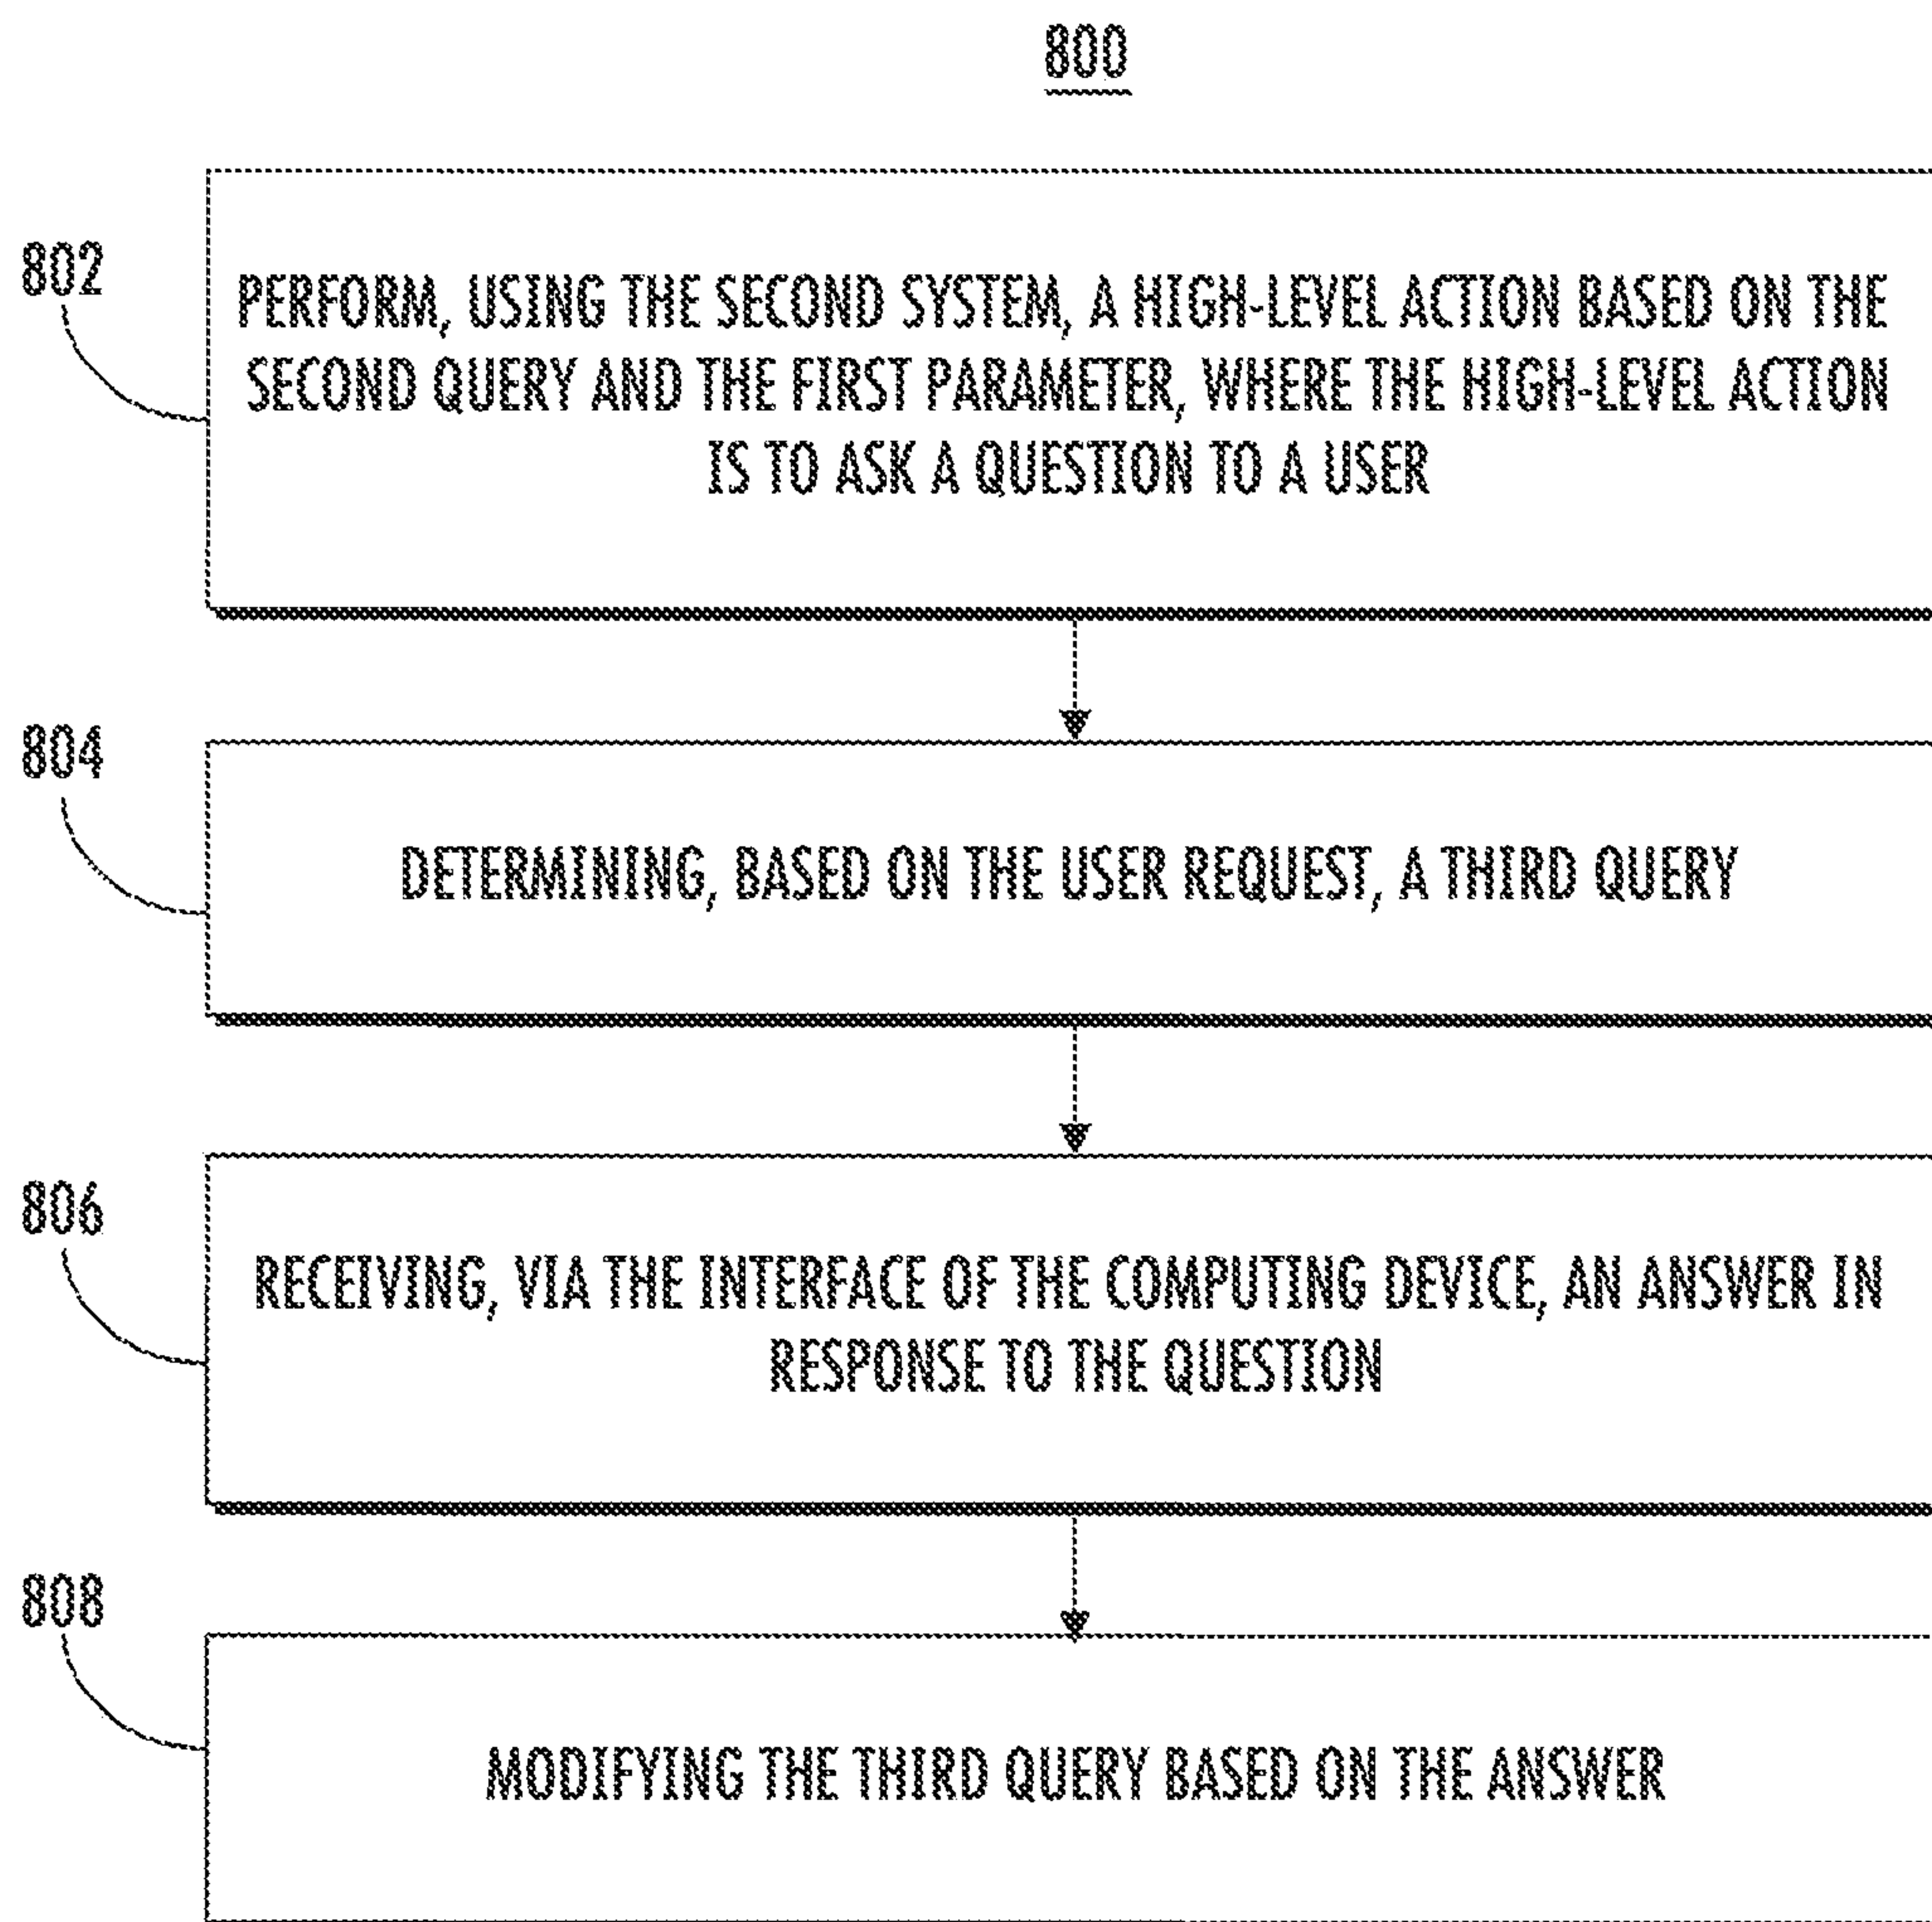 800
802
PERFORM, USING THE SECOND SYSTEM, A HIGH-LEVEL ACTION BASED ON THE
SECOND QUERY AND THE FIRST PARAMETER, WHERE THE HIGH-LEVEL ACTION
IS TO ASK A QUESTION TO A USER
804
DETERMINING, BASED ON THE USER REQUEST, A THIRD QUERY
806
RECEIVING, VIA THE INTERFACE OF THE COMPUTING DEVICE, AN ANSWER IN
RESPONSE TO THE QUESTION
808
MODIFYING THE THIRD QUERY BASED ON THE ANSWER